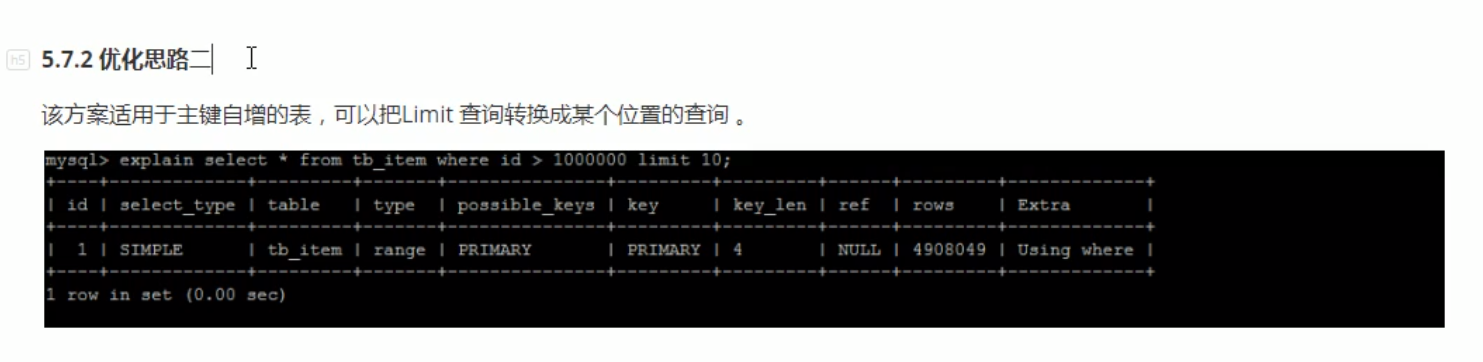 h5
5.7.2 优化思路二
该方案适用于主键自增的表，可以把Limit 查询转换成某个位置的查询 。
mysql> explain select * from tb_item where id > 1000000 limit 10;
+----+-------------+---------+-------+---------------+---------+---------+------+---------+-------------+
| id | select_type | table   | type  | possible_keys | key     | key_len | ref  | rows    | Extra       |
+----+-------------+---------+-------+---------------+---------+---------+------+---------+-------------+
|  1 | SIMPLE      | tb_item | range | PRIMARY       | PRIMARY | 4       | NULL | 4908049 | Using where |
+----+-------------+---------+-------+---------------+---------+---------+------+---------+-------------+
1 row in set (0.00 sec)